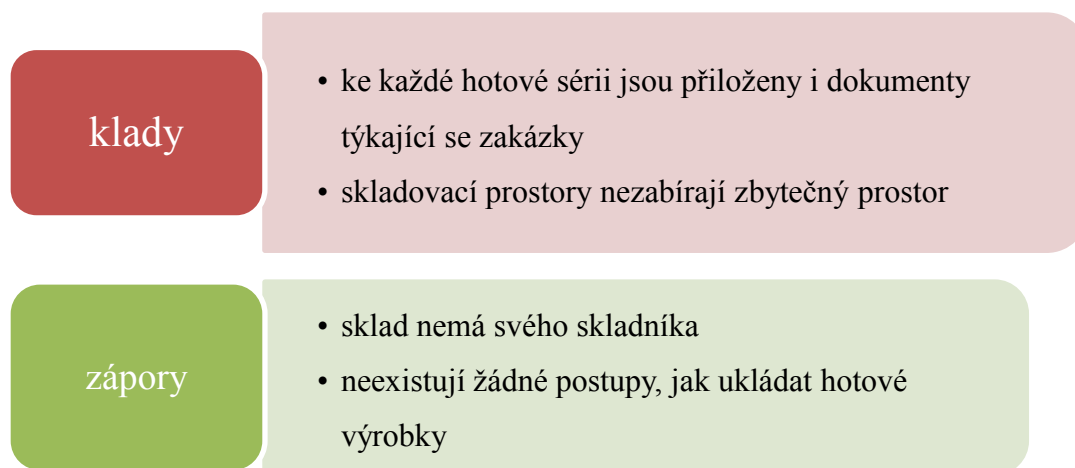 klady
• ke každé hotové sérii jsou přiloženy i dokumenty
týkající se zakázky
• skladovací prostory nezabírají zbytečný prostor
zápory
• sklad nemá svého skladníka
• neexistují žádné postupy, jak ukládat hotové
výrobky